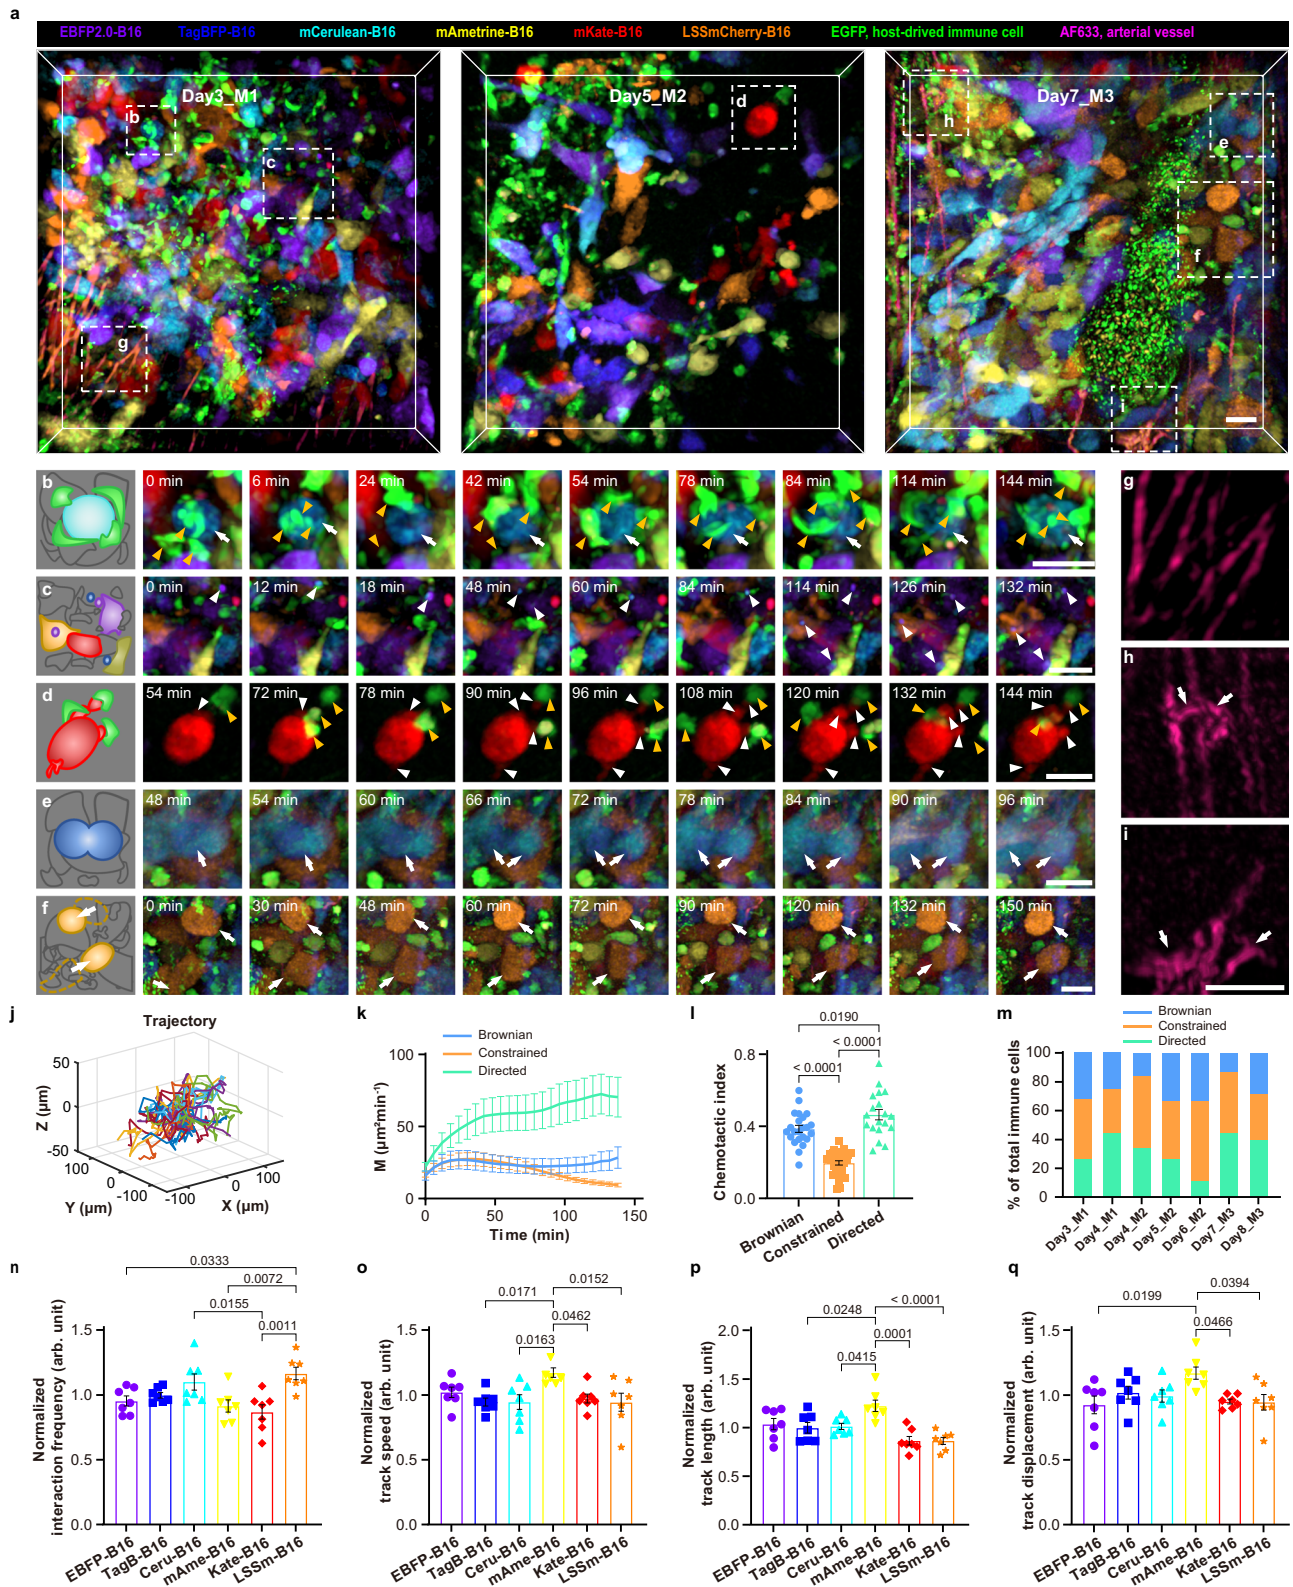 a
EBFP2.0-B16 TagBFP-B16 mCerulean-B16 mAmetrine-B16 mKate-B16 LSSmCherry-B16 EGFP, host-drived immune cell AF633, arterial vessel
Day3_M1 Day5_M2 Day7_M3
b c g d h e f i
b 0 min 6 min 24 min 42 min 54 min 78 min 84 min 114 min 144 min
c 0 min 12 min 18 min 48 min 60 min 84 min 114 min 126 min 132 min
d 54 min 72 min 78 min 90 min 96 min 108 min 120 min 132 min 144 min
e 48 min 54 min 60 min 66 min 72 min 78 min 84 min 90 min 96 min
f 0 min 30 min 48 min 60 min 72 min 90 min 120 min 132 min 150 min
g
h
i
j
Trajectory
Z (µm)
50
0
-50
100
0
-100
Y (µm)
-100
0
100
X (µm)
k
Brownian
Constrained
Directed
M (µm²min⁻¹)
100
50
0
0 50 100 150
Time (min)
l
0.0190
< 0.0001
< 0.0001
Chemotactic index
0.8
0.4
0.0
Brownian
Constrained
Directed
m
Brownian
Constrained
Directed
% of total immune cells
100
80
60
40
20
0
Day3_M1
Day4_M1
Day4_M2
Day5_M2
Day6_M2
Day7_M3
Day8_M3
n
0.0333
0.0072
0.0155
0.0011
Normalized
interaction frequency (arb. unit)
1.5
1.0
0.5
0.0
EBFP-B16
TagB-B16
Ceru-B16
mAme-B16
Kate-B16
LSSm-B16
o
0.0152
0.0171
0.0462
0.0163
Normalized
track speed (arb. unit)
1.5
1.0
0.5
0.0
EBFP-B16
TagB-B16
Ceru-B16
mAme-B16
Kate-B16
LSSm-B16
p
< 0.0001
0.0248
0.0001
0.0415
Normalized
track length (arb. unit)
2.0
1.5
1.0
0.5
0.0
EBFP-B16
TagB-B16
Ceru-B16
mAme-B16
Kate-B16
LSSm-B16
q
0.0394
0.0199
0.0466
Normalized
track displacement (arb. unit)
1.5
1.0
0.5
0.0
EBFP-B16
TagB-B16
Ceru-B16
mAme-B16
Kate-B16
LSSm-B16